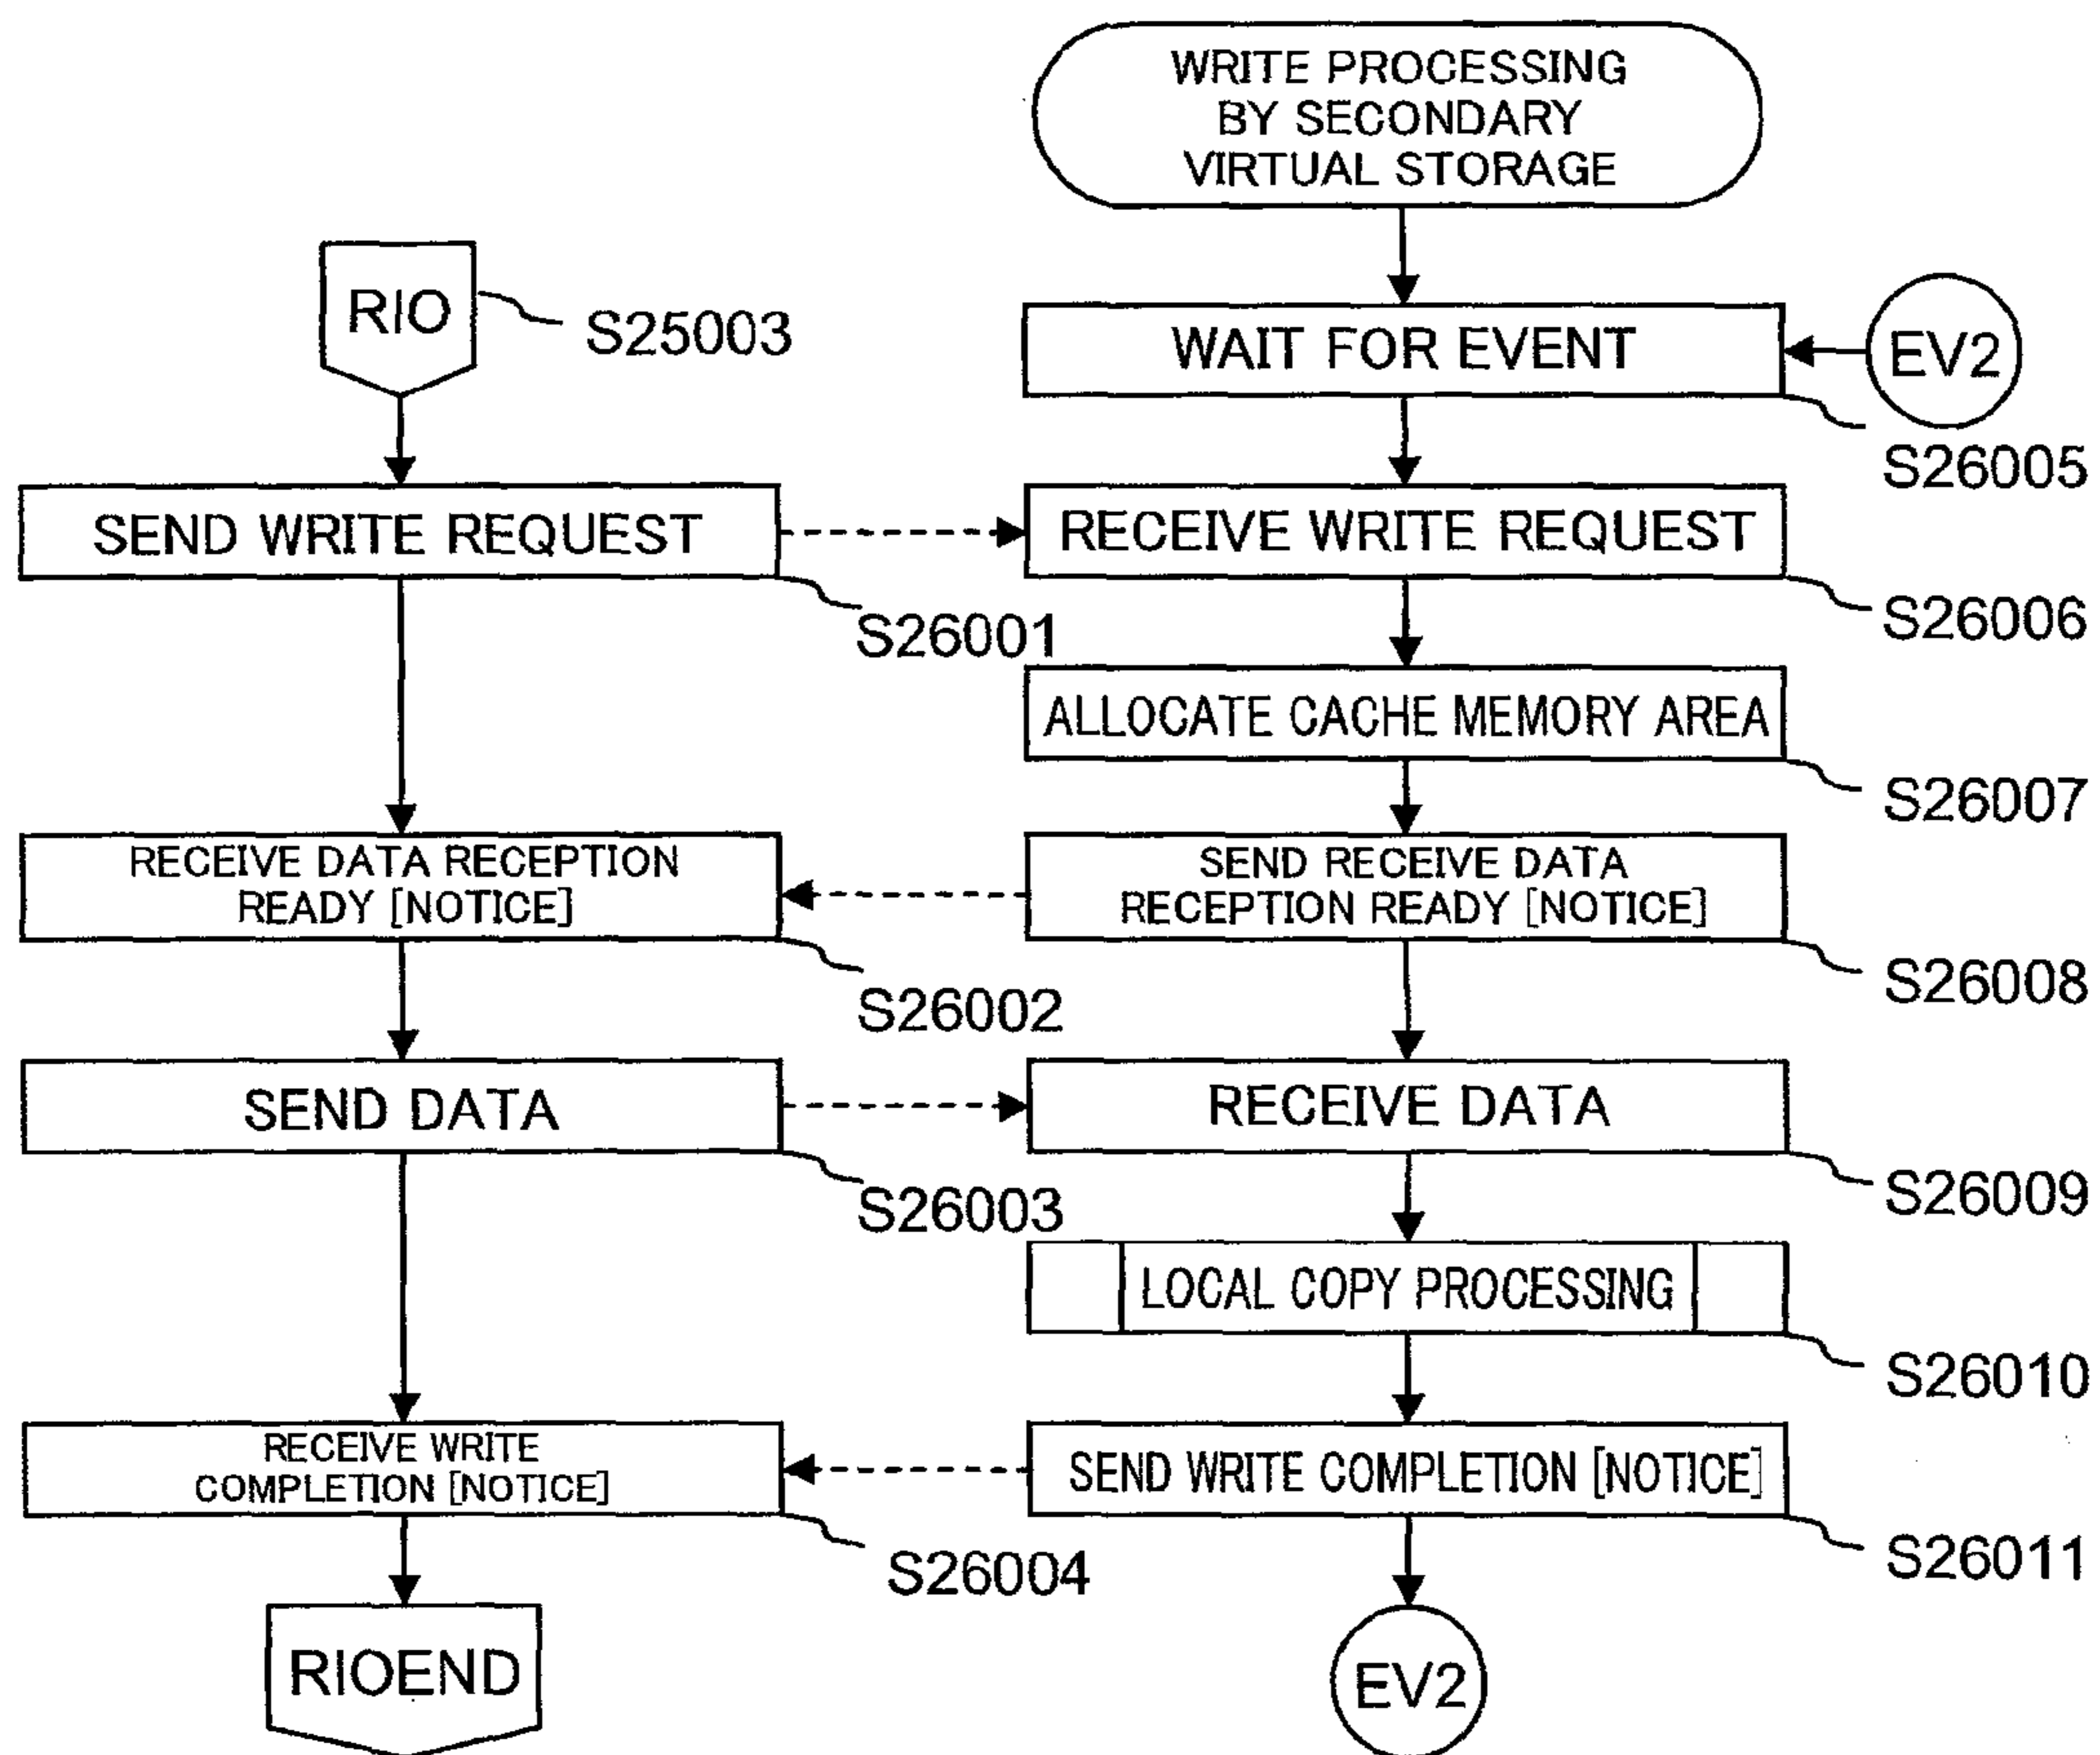 WRITE PROCESSING
BY SECONDARY
VIRTUAL STORAGE
RIO
S25003
WAIT FOR EVENT
EV2
S26005
SEND WRITE REQUEST
RECEIVE WRITE REQUEST
S26001
S26006
ALLOCATE CACHE MEMORY AREA
S26007
RECEIVE DATA RECEPTION
READY [NOTICE]
SEND RECEIVE DATA
RECEPTION READY [NOTICE]
S26002
S26008
SEND DATA
RECEIVE DATA
S26003
S26009
LOCAL COPY PROCESSING
S26010
RECEIVE WRITE
COMPLETION [NOTICE]
SEND WRITE COMPLETION [NOTICE]
S26004
S26011
RIOEND
EV2